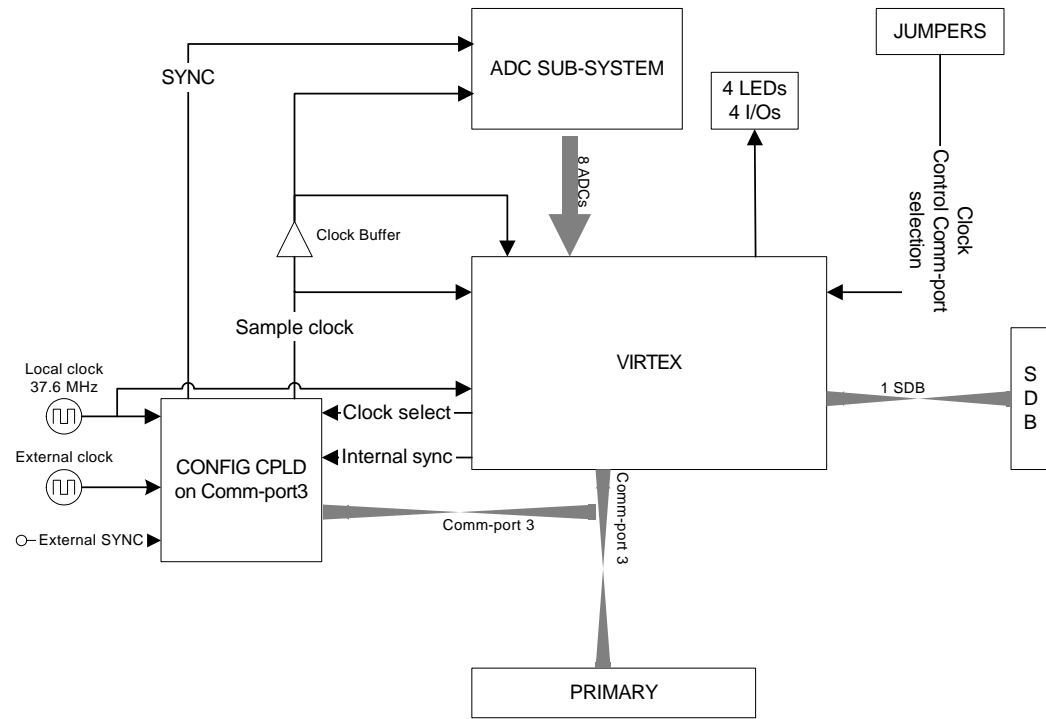 ADC SUB-SYSTEM
JUMPERS
SYNC
4 LEDs
4 I/Os
8 ADCs
Clock
Control Comm-port
selection
Clock Buffer
Sample clock
VIRTEX
Local clock
37.6 MHz
1 SDB
S
D
B
Clock select
External clock
Internal sync
CONFIG CPLD
on Comm-port3
Comm-port 3
Comm-port 3
External SYNC
PRIMARY